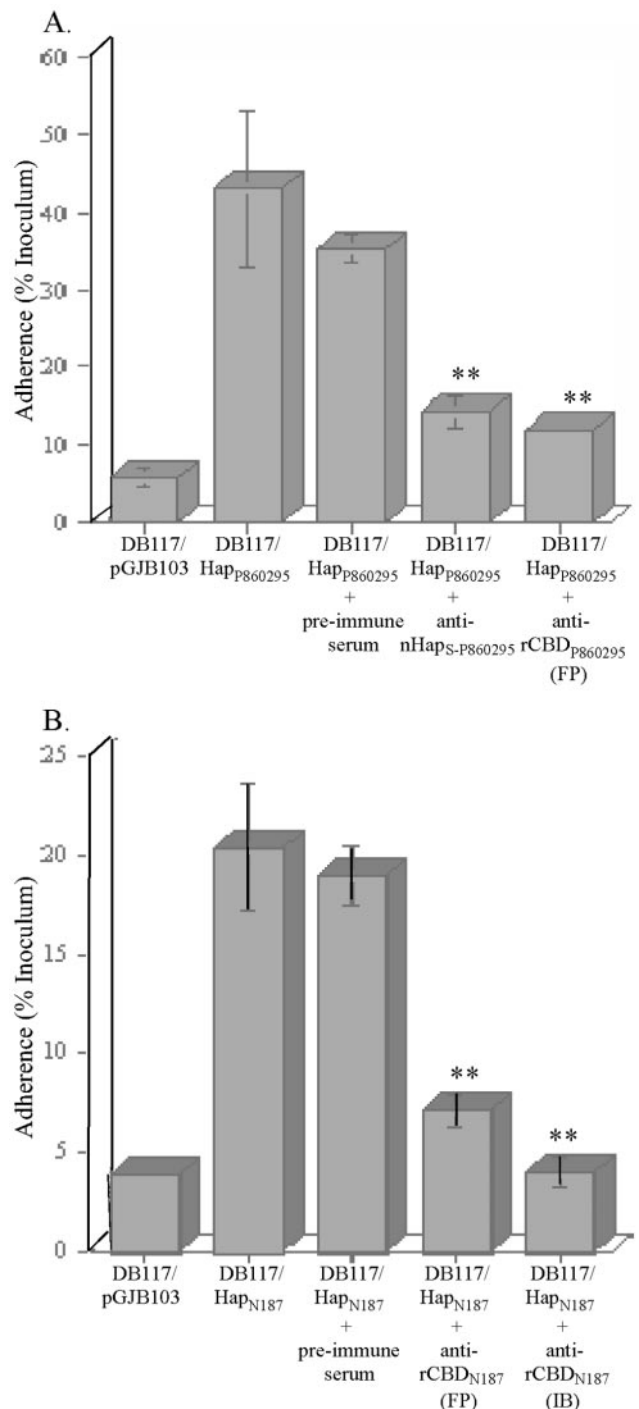 A.
60
50
40
30
20
10
0
Adherence (% Inoculum)
** **
DB117/ DB117/ DB117/ DB117/ DB117/
pGJB103 HapP860295 HapP860295 HapP860295 HapP860295
+ + +
pre-immune anti- anti-
serum nHapS-P860295 rCBDP860295
(FP)
B.
25
20
15
10
5
0
Adherence (% Inoculum)
**
**
DB117/ DB117/ DB117/ DB117/ DB117/
pGJB103 HapN187 HapN187 HapN187 HapN187
+ + +
pre-immune anti- anti-
serum rCBDN187 rCBDN187
(FP) (IB)